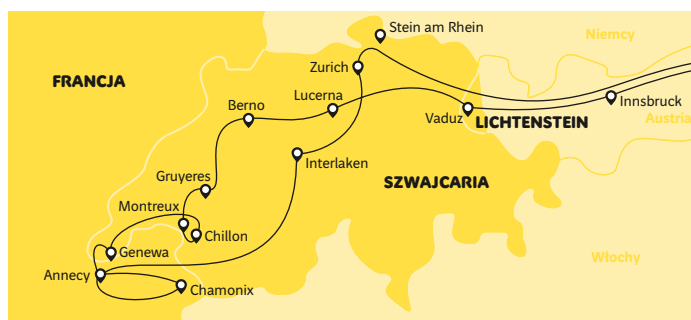 Stein am Rhein
Niemcy
FRANCJA
Zurich
Berno
Lucerna
Innsbruck
Vaduz
LICHTENSTEIN
Austria
Interlaken
Gruyeres
SZWAJCARIA
Montreux
Chillon
Genewa
Włochy
Annecy
Chamonix